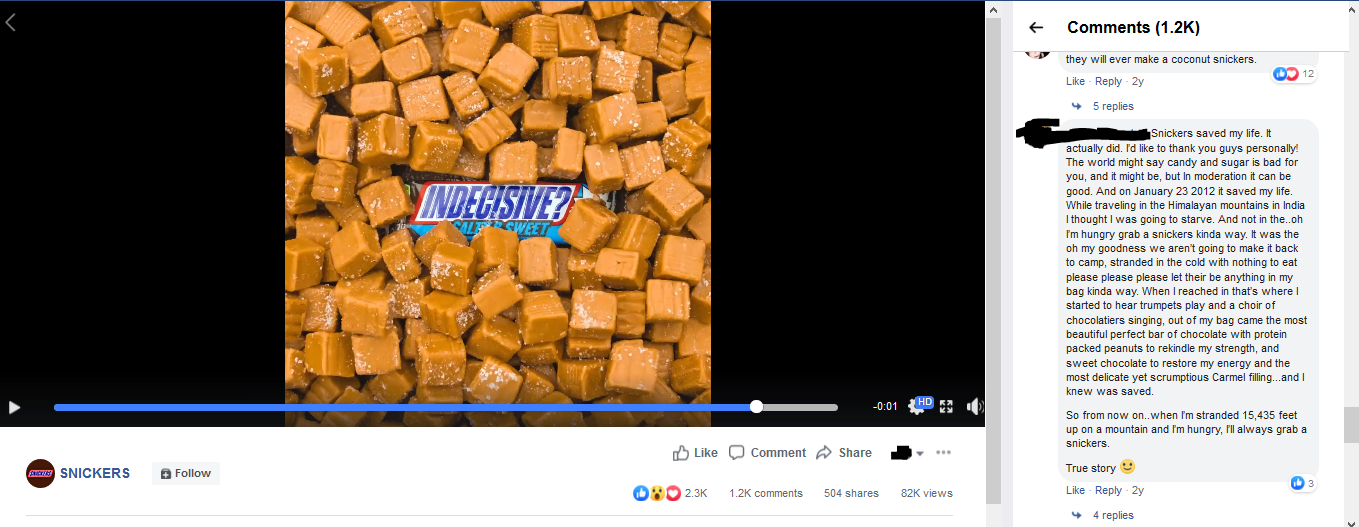 INDECISIVE?
SALTY & SWEET
-0:01
HD
SNICKERS
SNICKERS
Follow
Like
Comment
Share
2.3K
1.2K comments
504 shares
82K views
Comments (1.2K)
they will ever make a coconut snickers.
12
Like · Reply · 2y
5 replies
Snickers saved my life. It
actually did. I'd like to thank you guys personally!
The world might say candy and sugar is bad for
you, and it might be, but In moderation it can be
good. And on January 23 2012 it saved my life.
While traveling in the Himalayan mountains in India
I thought I was going to starve. And not in the..oh
I'm hungry grab a snickers kinda way. It was the
oh my goodness we aren't going to make it back
to camp, stranded in the cold with nothing to eat
please please please let their be anything in my
bag kinda way. When I reached in that's where I
started to hear trumpets play and a choir of
chocolatiers singing, out of my bag came the most
beautiful perfect bar of chocolate with protein
packed peanuts to rekindle my strength, and
sweet chocolate to restore my energy and the
most delicate yet scrumptious Carmel filling...and I
knew was saved.
So from now on..when I'm stranded 15,435 feet
up on a mountain and I'm hungry, I'll always grab a
snickers.
True story
3
Like · Reply · 2y
4 replies